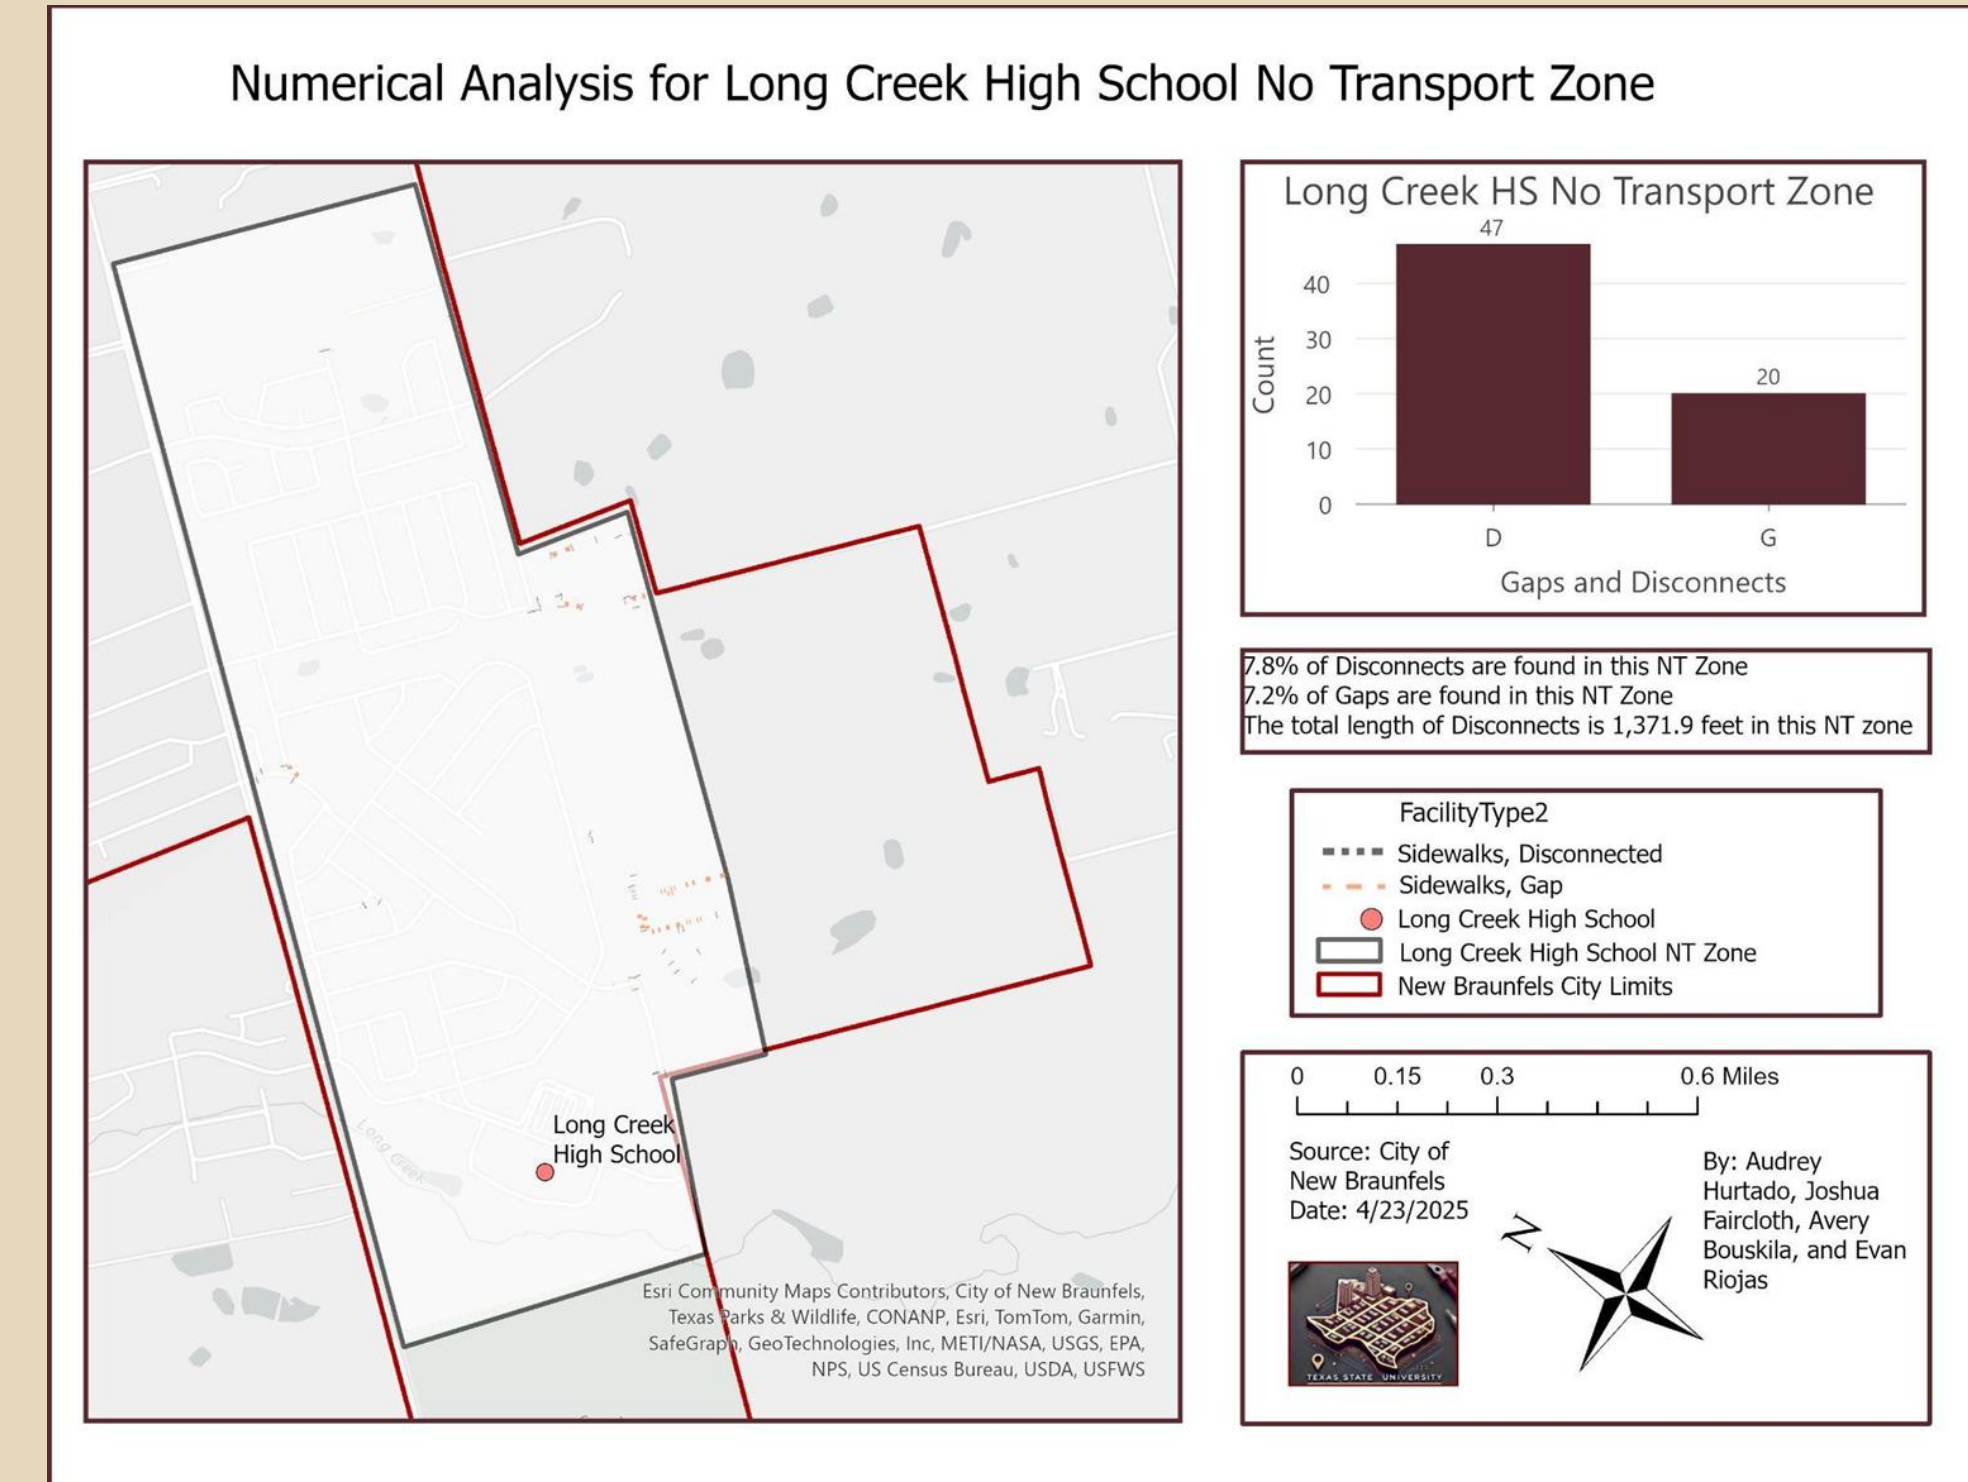 Numerical Analysis for Long Creek High School No Transport Zone
Long Creek
Long Creek
High School
Esri Community Maps Contributors, City of New Braunfels,
Texas Parks & Wildlife, CONANP, Esri, TomTom, Garmin,
SafeGraph, GeoTechnologies, Inc, METI/NASA, USGS, EPA,
NPS, US Census Bureau, USDA, USFWS
Long Creek HS No Transport Zone
47
20
40
30
20
10
0
Count
D
G
Gaps and Disconnects
7.8% of Disconnects are found in this NT Zone
7.2% of Gaps are found in this NT Zone
The total length of Disconnects is 1,371.9 feet in this NT zone
FacilityType2
Sidewalks, Disconnected
Sidewalks, Gap
Long Creek High School
Long Creek High School NT Zone
New Braunfels City Limits
0 0.15 0.3 0.6 Miles
Source: City of
New Braunfels
Date: 4/23/2025
N
By: Audrey
Hurtado, Joshua
Faircloth, Avery
Bouskila, and Evan
Riojas
TEXAS STATE UNIVERSITY